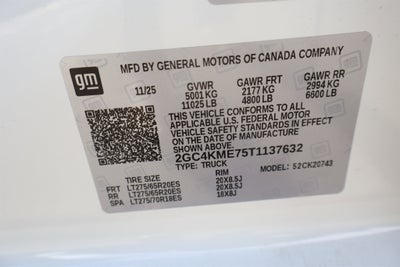 gm
MFD BY GENERAL MOTORS OF CANADA COMPANY
11/25 GVWR GAWR FRT GAWR RR
5001 KG 2177 KG 2994 KG
11025 LB 4800 LB 6600 LB
THIS VEHICLE CONFORMS TO ALL
APPLICABLE U.S. FEDERAL MOTOR
VEHICLE SAFETY STANDARDS IN EFFECT
ON THE DATE OF MANUFACTURE
SHOWN ABOVE.
2GC4KME75T1137632
TYPE: TRUCK MODEL: 52CK20743
TIRE SIZE RIM
FRT LT275/65R20ES 20X8.5J
RR LT275/65R20ES 20X8.5J
SPA LT275/70R18ES 18X8J